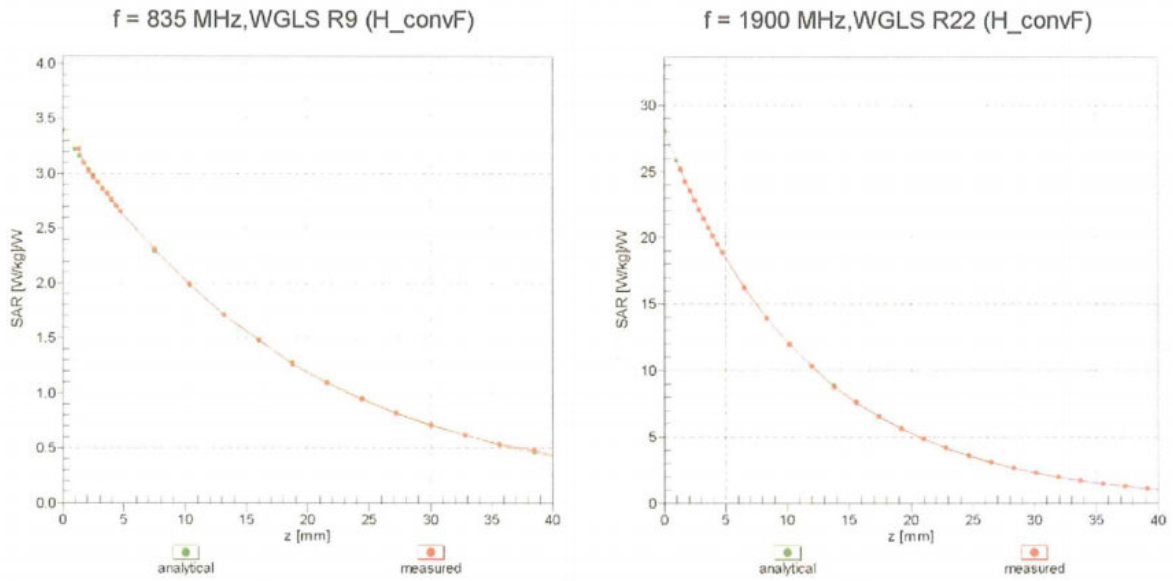 f = 835 MHz,WGLS R9 (H_convF)
4.0
3.5
3.0
2.5
2.0
1.5
1.0
0.5
0.0
SAR [W/kg]/W
0 5 10 15 20 25 30 35 40
z [mm]
analytical measured
f = 1900 MHz,WGLS R22 (H_convF)
30
25
20
15
10
5
0
SAR [W/kg]/W
0 5 10 15 20 25 30 35 40
z [mm]
analytical measured